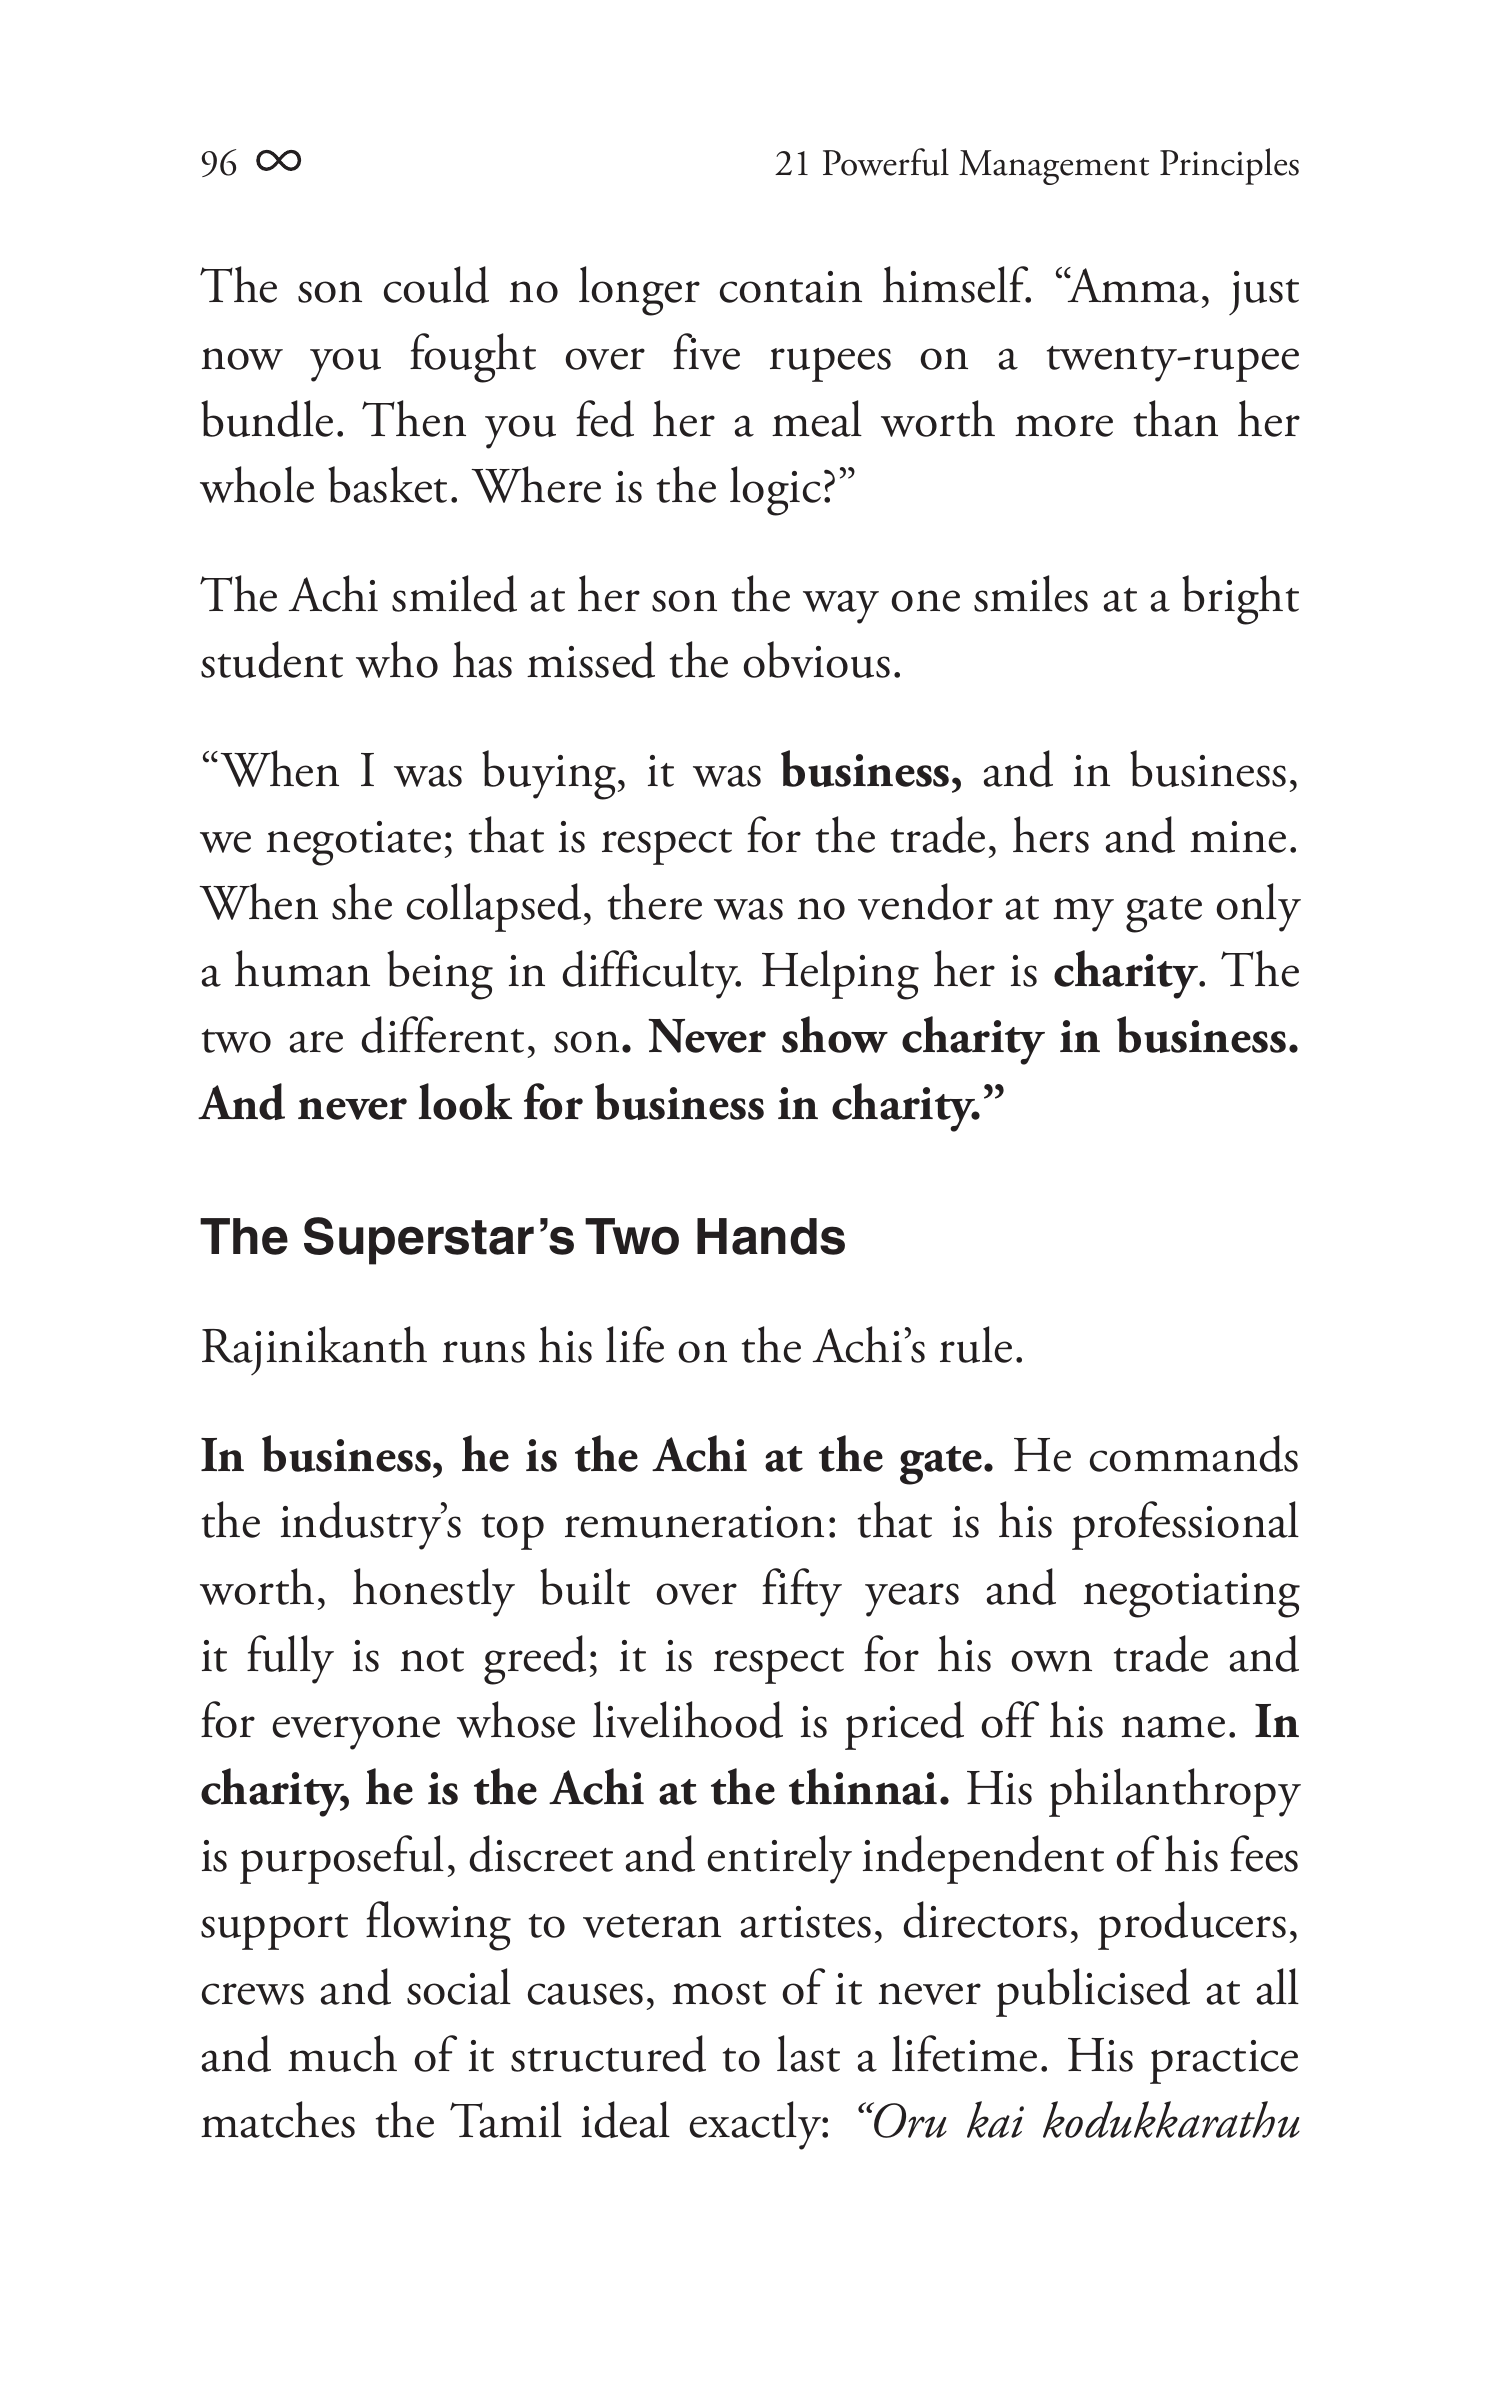 96 ∞ 21 Powerful Management Principles
The son could no longer contain himself. “Amma, just
now you fought over five rupees on a twenty-rupee
bundle. Then you fed her a meal worth more than her
whole basket. Where is the logic?”
The Achi smiled at her son the way one smiles at a bright
student who has missed the obvious.
“When I was buying, it was business, and in business,
we negotiate; that is respect for the trade, hers and mine.
When she collapsed, there was no vendor at my gate only
a human being in difficulty. Helping her is charity. The
two are different, son. Never show charity in business.
And never look for business in charity.”
The Superstar’s Two Hands
Rajinikanth runs his life on the Achi’s rule.
In business, he is the Achi at the gate. He commands
the industry’s top remuneration: that is his professional
worth, honestly built over fifty years and negotiating
it fully is not greed; it is respect for his own trade and
for everyone whose livelihood is priced off his name. In
charity, he is the Achi at the thinnai. His philanthropy
is purposeful, discreet and entirely independent of his fees
support flowing to veteran artistes, directors, producers,
crews and social causes, most of it never publicised at all
and much of it structured to last a lifetime. His practice
matches the Tamil ideal exactly: “Oru kai kodukkarathu